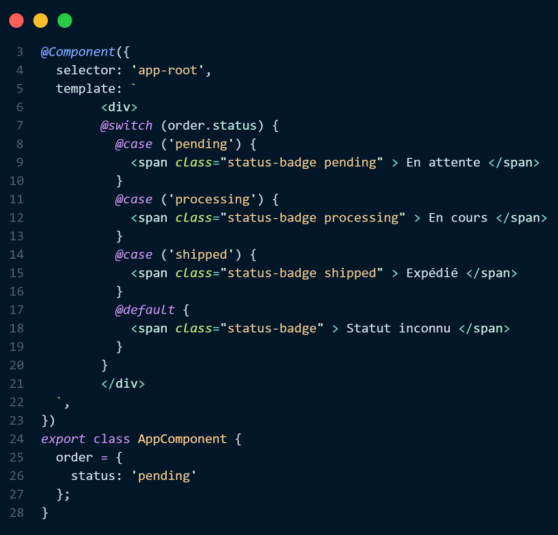 3 @Component({
4   selector: 'app-root',
5   template: `
6         <div>
7         @switch (order.status) {
8           @case ('pending') {
9             <span class="status-badge pending" > En attente </span>
10           }
11           @case ('processing') {
12             <span class="status-badge processing" > En cours </span>
13           }
14           @case ('shipped') {
15             <span class="status-badge shipped" > Expédié </span>
16           }
17           @default {
18             <span class="status-badge" > Statut inconnu </span>
19           }
20         }
21         </div>
22   `,
23 })
24 export class AppComponent {
25   order = {
26     status: 'pending'
27   };
28 }